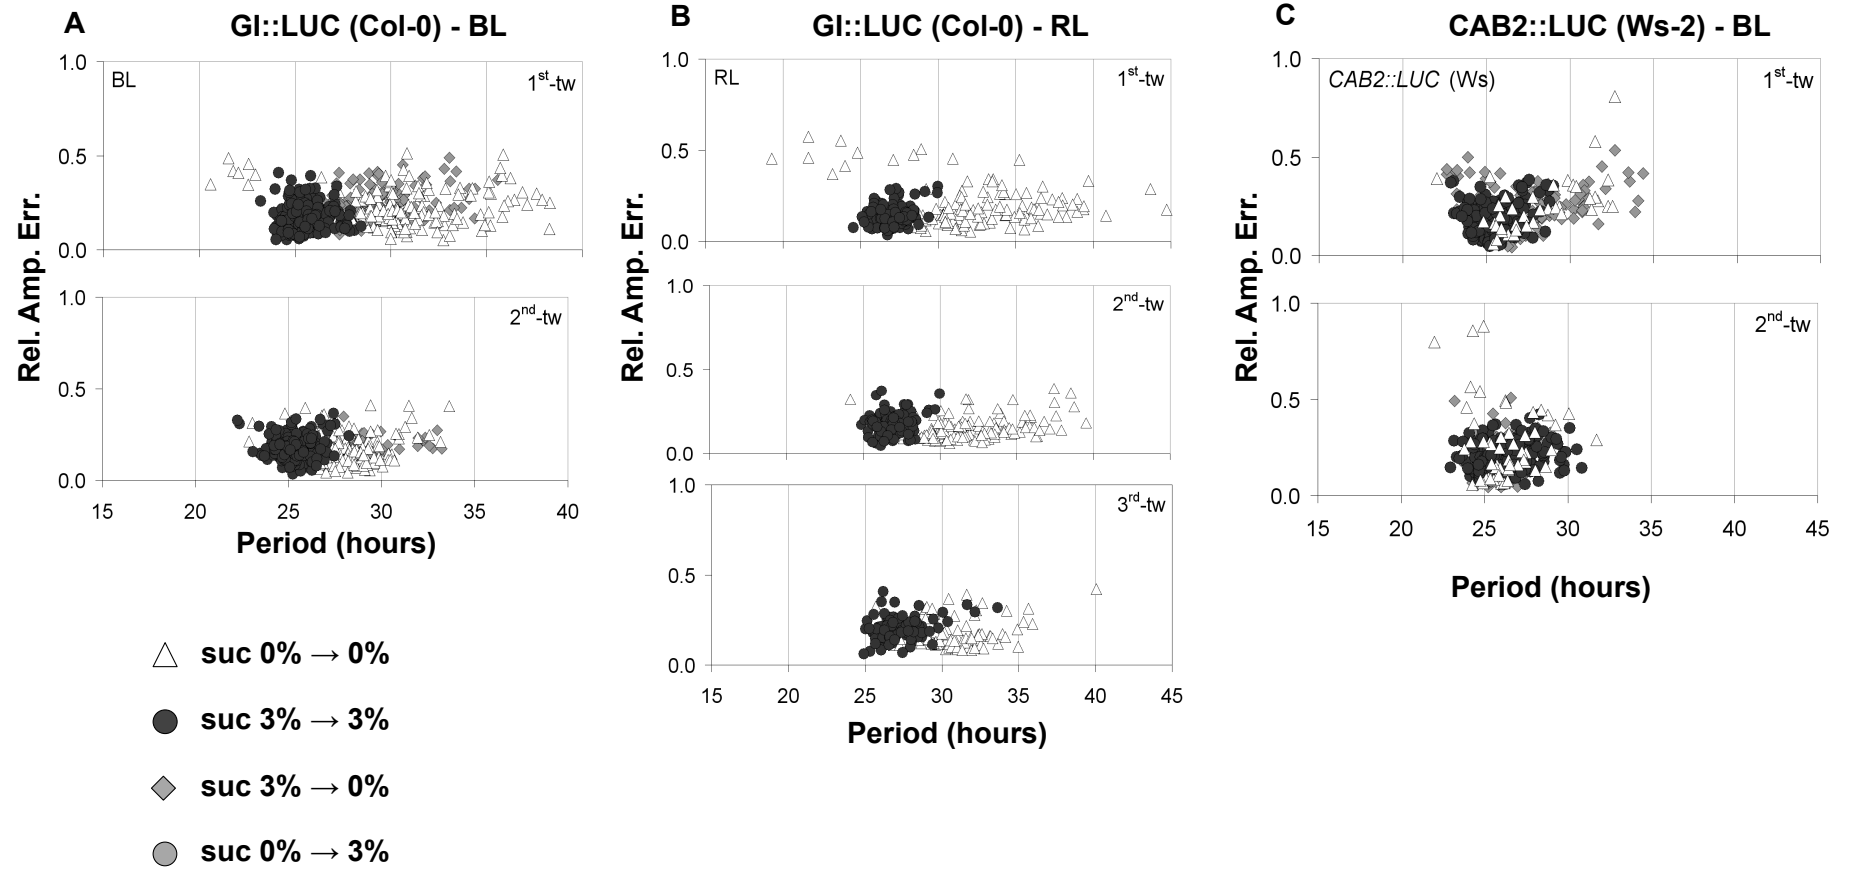 A
GI::LUC (Col-0) - BL
Rel. Amp. Err.
1.0
0.5
0.0
BL
1st-tw
1.0
0.5
0.0
2nd-tw
15 20 25 30 35 40
Period (hours)
B
GI::LUC (Col-0) - RL
Rel. Amp. Err.
1.0
0.5
0.0
RL
1st-tw
1.0
0.5
0.0
2nd-tw
1.0
0.5
0.0
3rd-tw
15 20 25 30 35 40 45
Period (hours)
C
CAB2::LUC (Ws-2) - BL
Rel. Amp. Err.
1.0
0.5
0.0
CAB2::LUC (Ws)
1st-tw
1.0
0.5
0.0
2nd-tw
15 20 25 30 35 40 45
Period (hours)
suc 0% → 0%
suc 3% → 3%
suc 3% → 0%
suc 0% → 3%